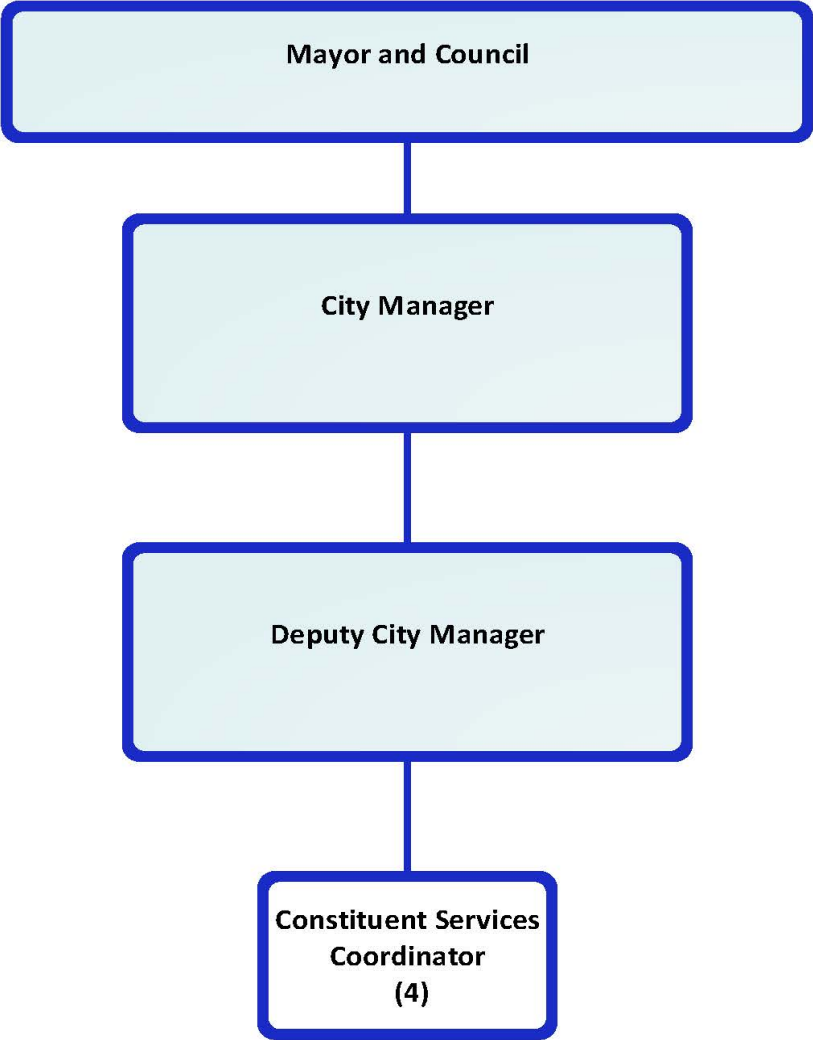 Mayor and Council
City Manager
Deputy City Manager
Constituent Services
Coordinator
(4)